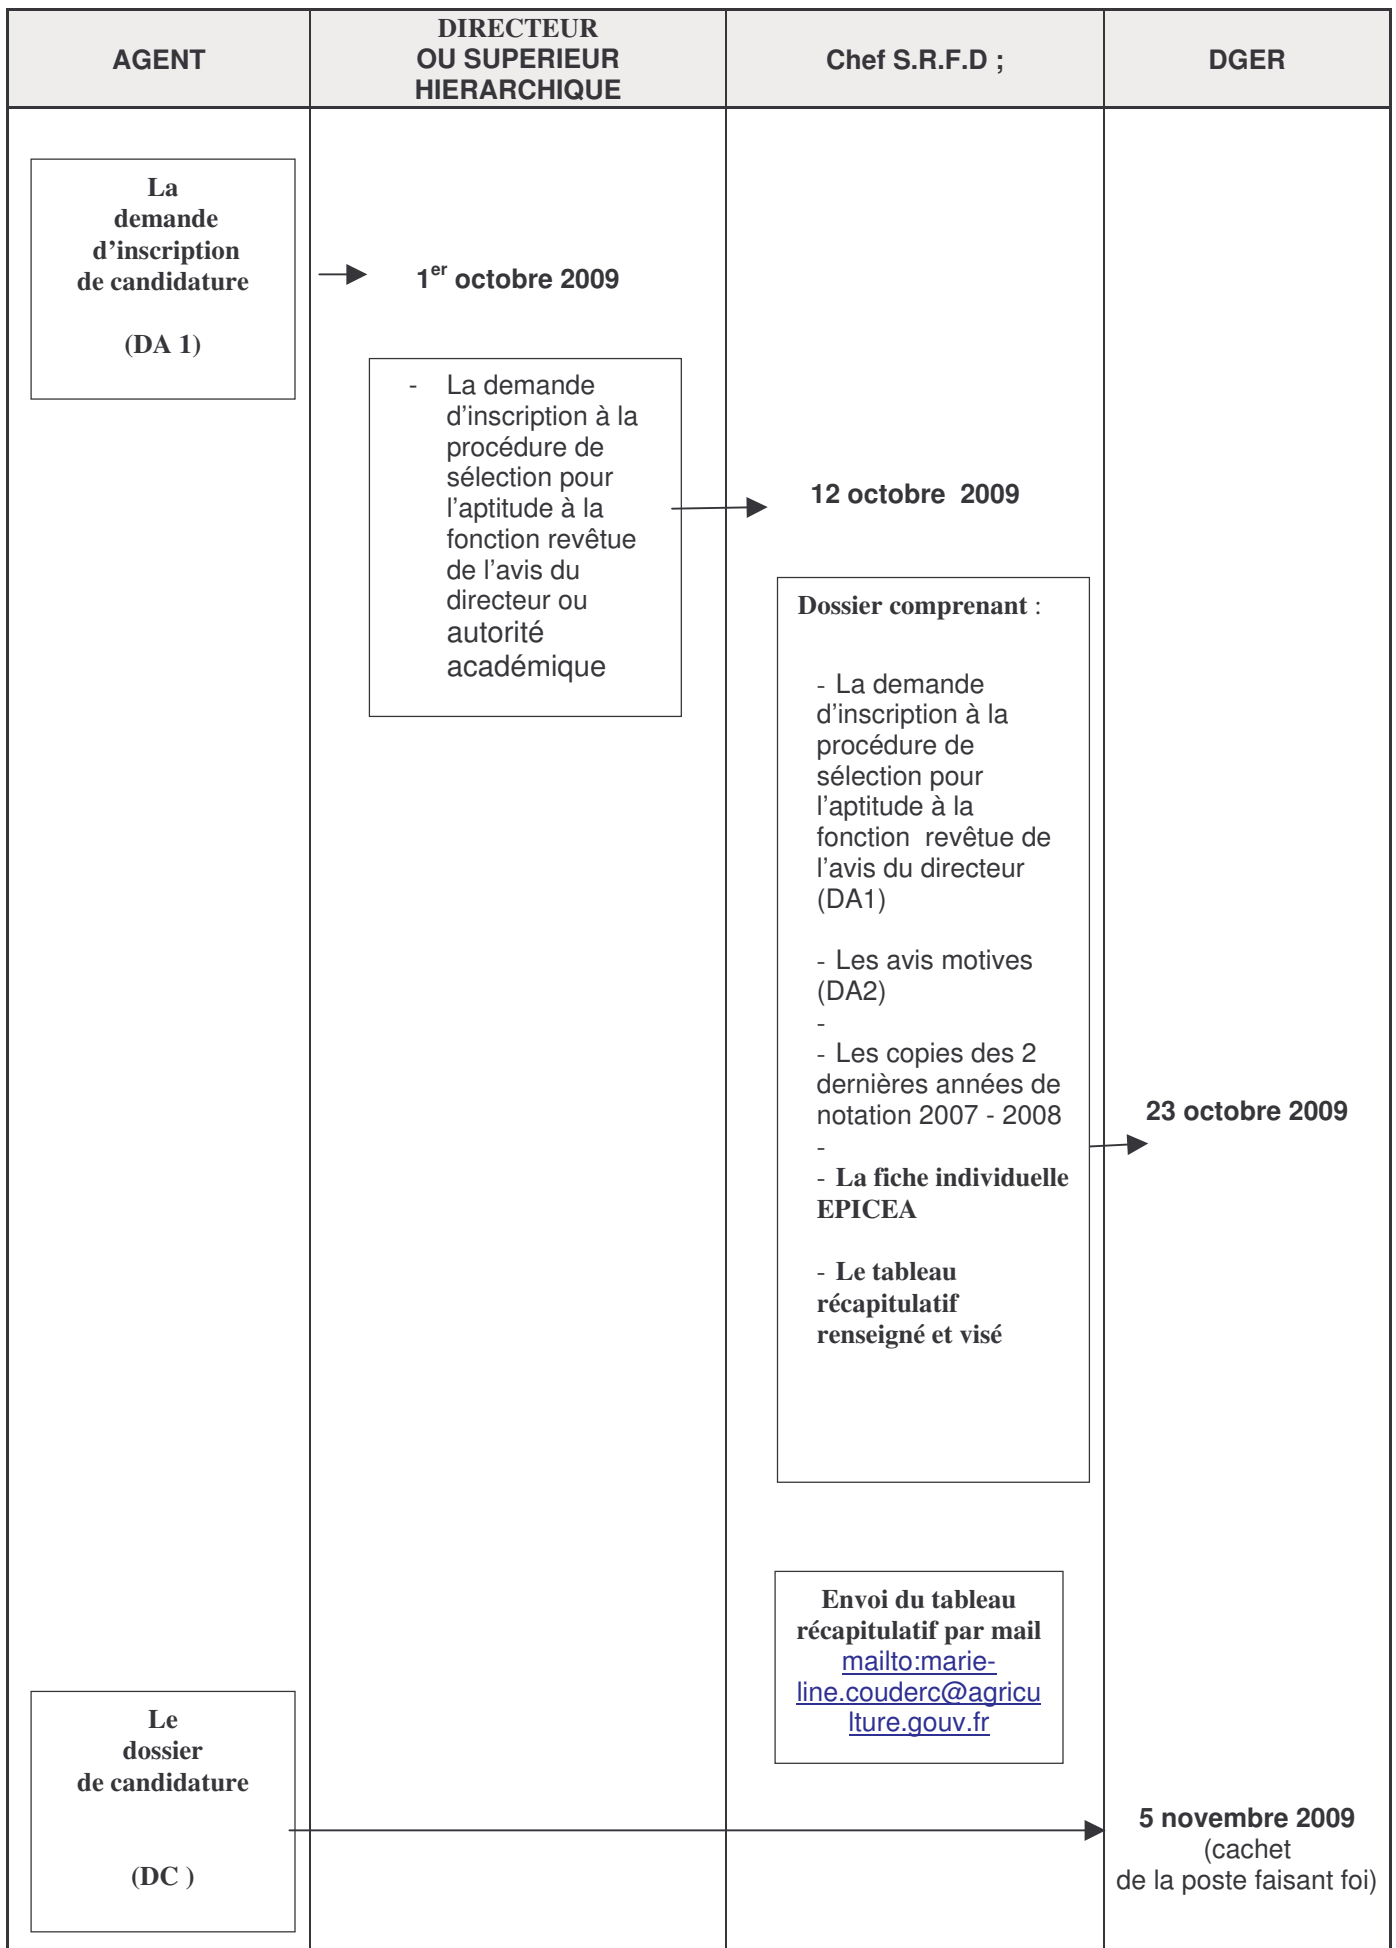 AGENT
DIRECTEUR
OU SUPERIEUR
HIERARCHIQUE
Chef S.R.F.D ;
DGER
La
demande
d’inscription
de candidature
(DA 1)
1er octobre 2009
- La demande
d’inscription à la
procédure de
sélection pour
l’aptitude à la
fonction revêtue
de l’avis du
directeur ou
autorité
académique
12 octobre 2009
Dossier comprenant :
- La demande
d’inscription à la
procédure de
sélection pour
l’aptitude à la
fonction revêtue de
l’avis du directeur
(DA1)
- Les avis motives
(DA2)
-
- Les copies des 2
dernières années de
notation 2007 - 2008
-
- La fiche individuelle
EPICEA
- Le tableau
récapitulatif
renseigné et visé
23 octobre 2009
Envoi du tableau
récapitulatif par mail
mailto:marie-
line.couderc@agricu
lture.gouv.fr
Le
dossier
de candidature
(DC )
5 novembre 2009
(cachet
de la poste faisant foi)